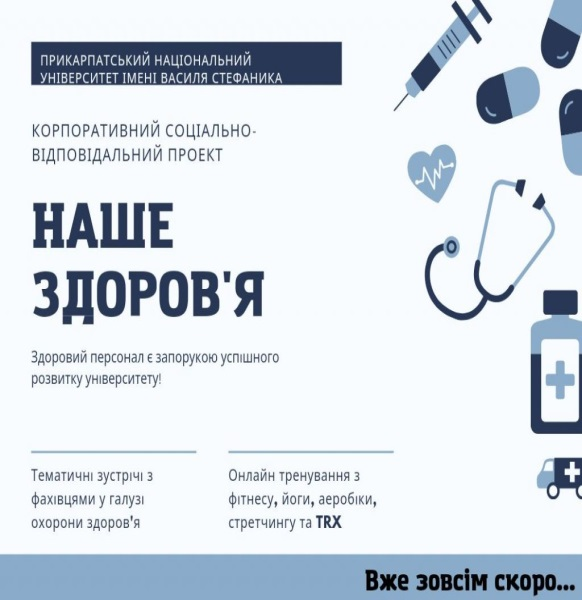 ПРИКАРПАТСЬКИЙ НАЦІОНАЛЬНИЙ
УНІВЕРСИТЕТ ІМЕНІ ВАСИЛЯ СТЕФАНИКА
КОРПОРАТИВНИЙ СОЦІАЛЬНО-
ВІДПОВІДАЛЬНИЙ ПРОЕКТ
НАШЕ
ЗДОРОВ'Я
Здоровий персонал є запорукою успішного
розвитку університету!
Тематичні зустрічі з
фахівцями у галузі
охорони здоров'я
Онлайн тренування з
фітнесу, йоги, аеробіки,
стретчингу та TRX
Вже зовсім скоро...